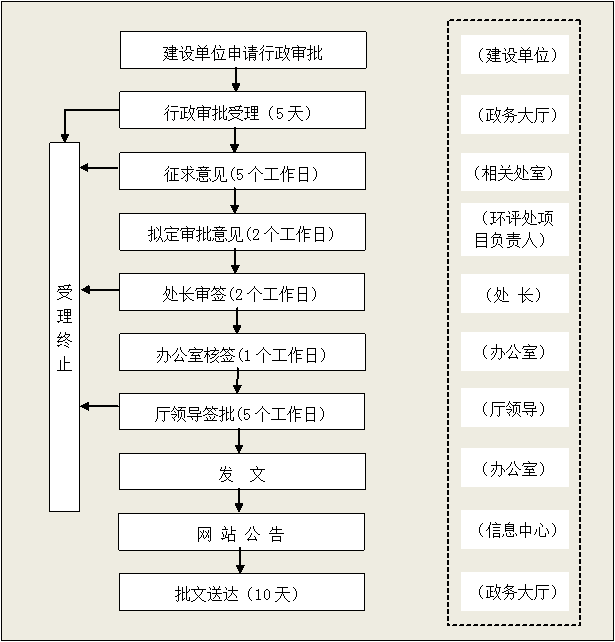 建设单位申请行政审批
（建设单位）
行政审批受理（5天）
（政务大厅）
征求意见(5个工作日)
（相关处室）
拟定审批意见(2个工作日)
（环评处项
目负责人）
受理终止
处长审签(2个工作日)
（处 长）
办公室核签(1个工作日)
（办公室）
厅领导签批(5个工作日)
（厅领导）
发 文
（办公室）
网 站 公 告
（信息中心）
批文送达（10天）
（政务大厅）